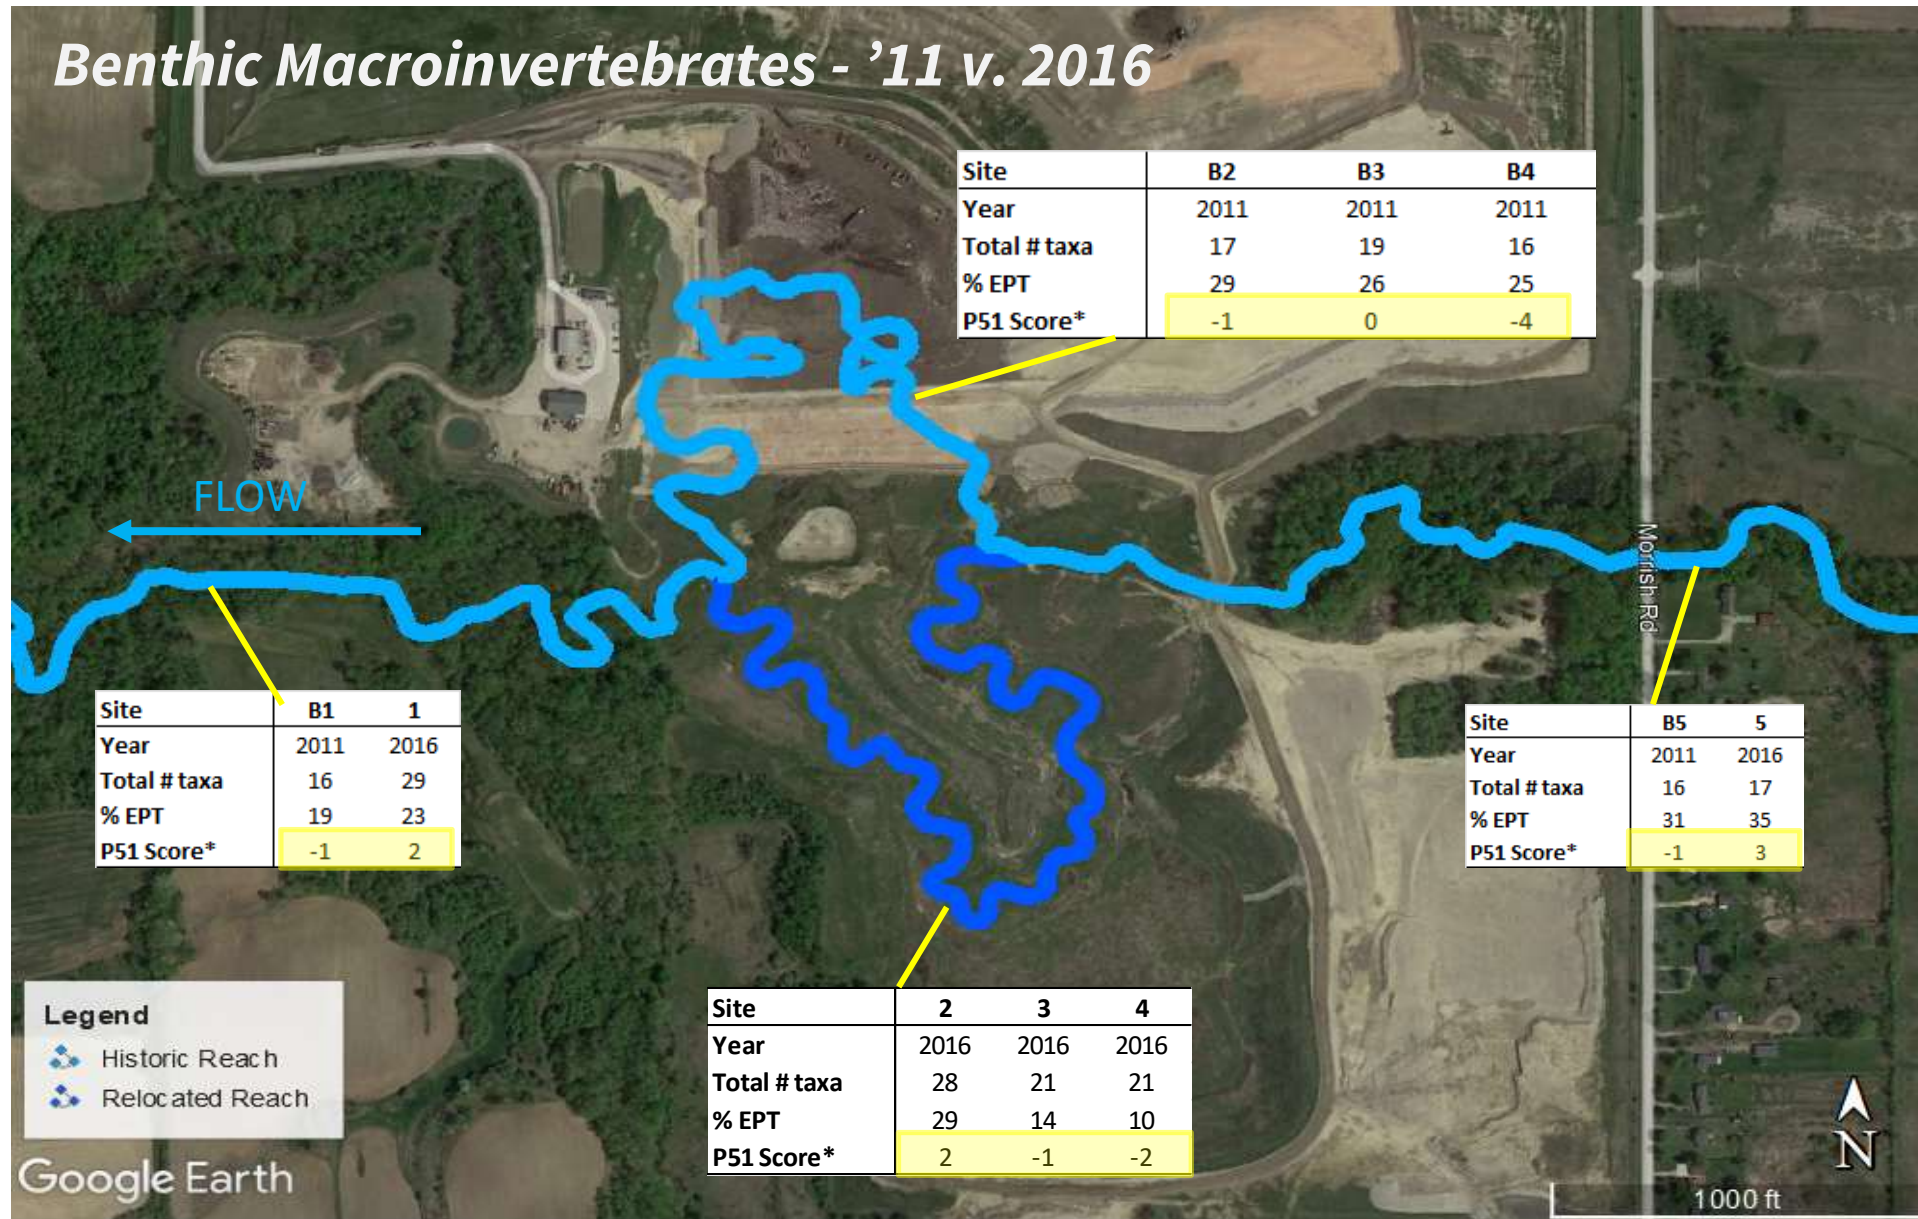 Benthic Macroinvertebrates - ’11 v. 2016
Site B2 B3 B4
Year 2011 2011 2011
Total # taxa 17 19 16
% EPT 29 26 25
P51 Score* -1 0 -4
FLOW
Morrish Rd
Site B1 1
Year 2011 2016
Total # taxa 16 29
% EPT 19 23
P51 Score* -1 2
Site B5 5
Year 2011 2016
Total # taxa 16 17
% EPT 31 35
P51 Score* -1 3
Site 2 3 4
Year 2016 2016 2016
Total # taxa 28 21 21
% EPT 29 14 10
P51 Score* 2 -1 -2
Legend
Historic Reach
Relocated Reach
Google Earth
N
1000 ft